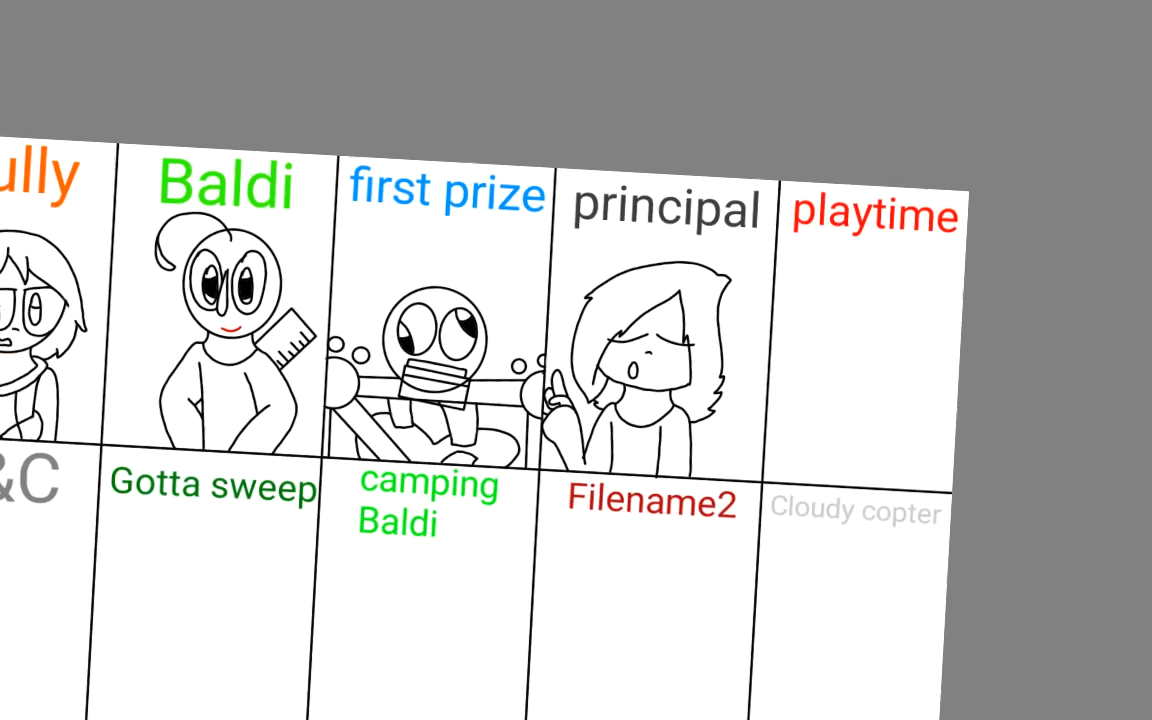 ully
Baldi
first prize
principal
playtime
&C
Gotta sweep
camping
Baldi
Filename2
Cloudy copter